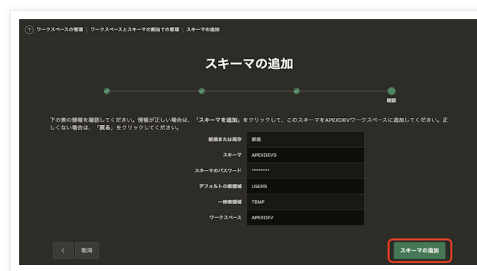 ワークスペースの管理 \ ワークスペースとスキーマの割当ての管理 \ スキーマの追加
スキーマの追加
確認
下の表の情報を確認してください。情報が正しい場合は、「スキーマを追加」をクリックして、このスキーマをAPEXDEVワークスペースに追加してください。正
しくない場合は、「戻る」をクリックしてください。
新規または既存 新規
スキーマ APEXDEV3
スキーマのパスワード ********
デフォルトの表領域 USERS
一時表領域 TEMP
ワークスペース APEXDEV
取消
スキーマの追加